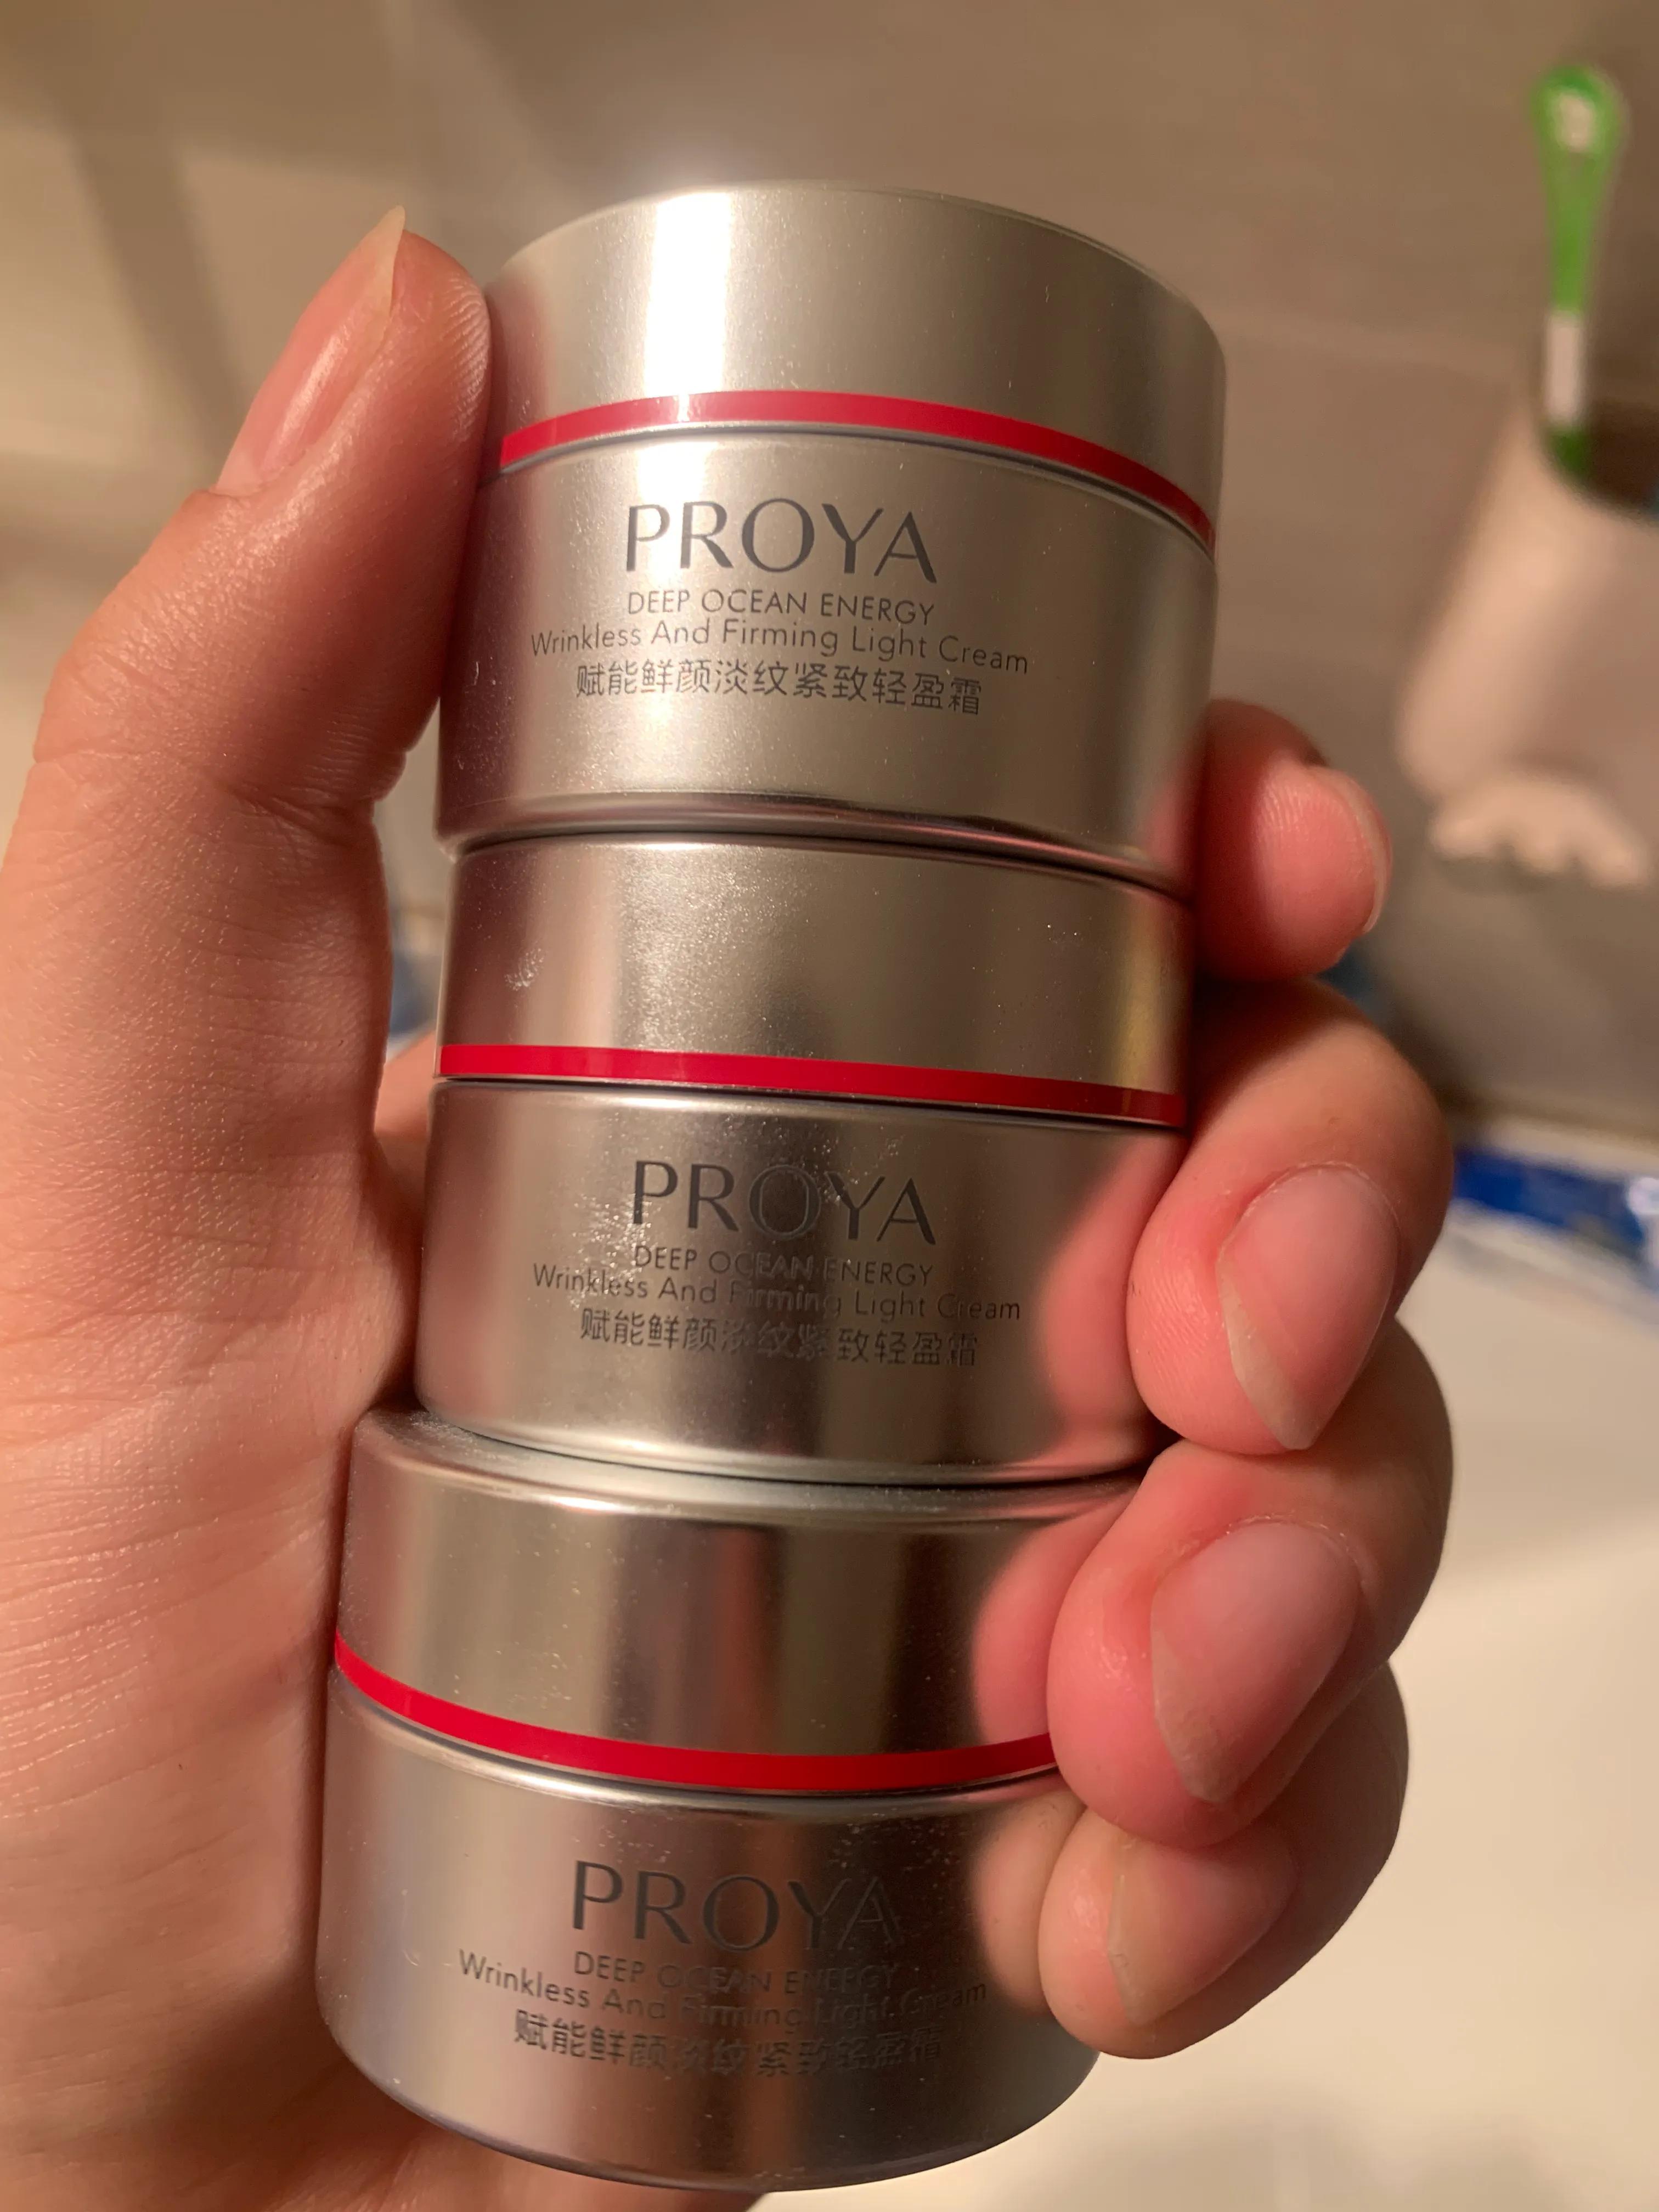 PROYA
DEEP OCEAN ENERGY
Wrinkless And Firming Light Cream
赋能鲜颜淡纹紧致轻盈霜
PROYA
DEEP OCEAN ENERGY
Wrinkless And Firming Light Cream
赋能鲜颜淡纹紧致轻盈霜
PROYA
DEEP OCEAN ENERGY
Wrinkless And Firming Light Cream
赋能鲜颜淡纹紧致轻盈霜